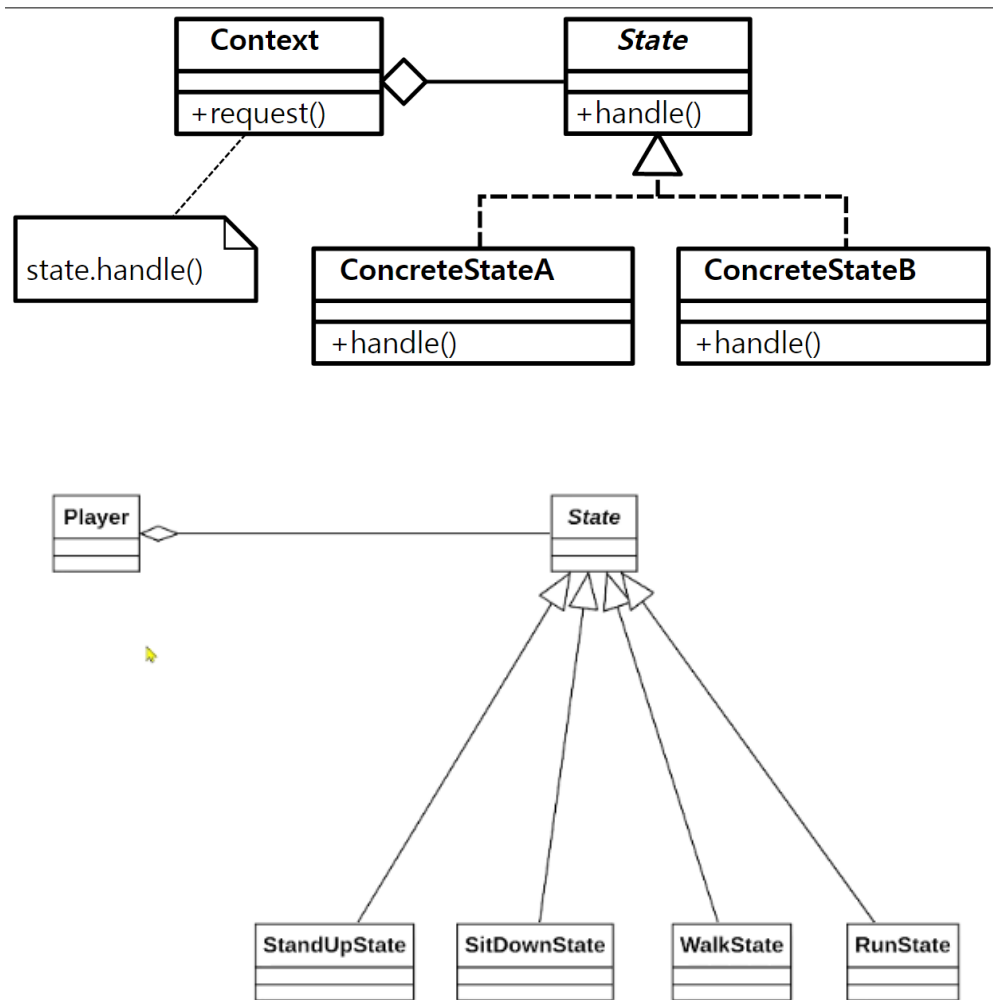 Context
State
+request()
+handle()
state.handle()
ConcreteStateA
ConcreteStateB
+handle()
+handle()
Player
State
StandUpState
SitDownState
WalkState
RunState